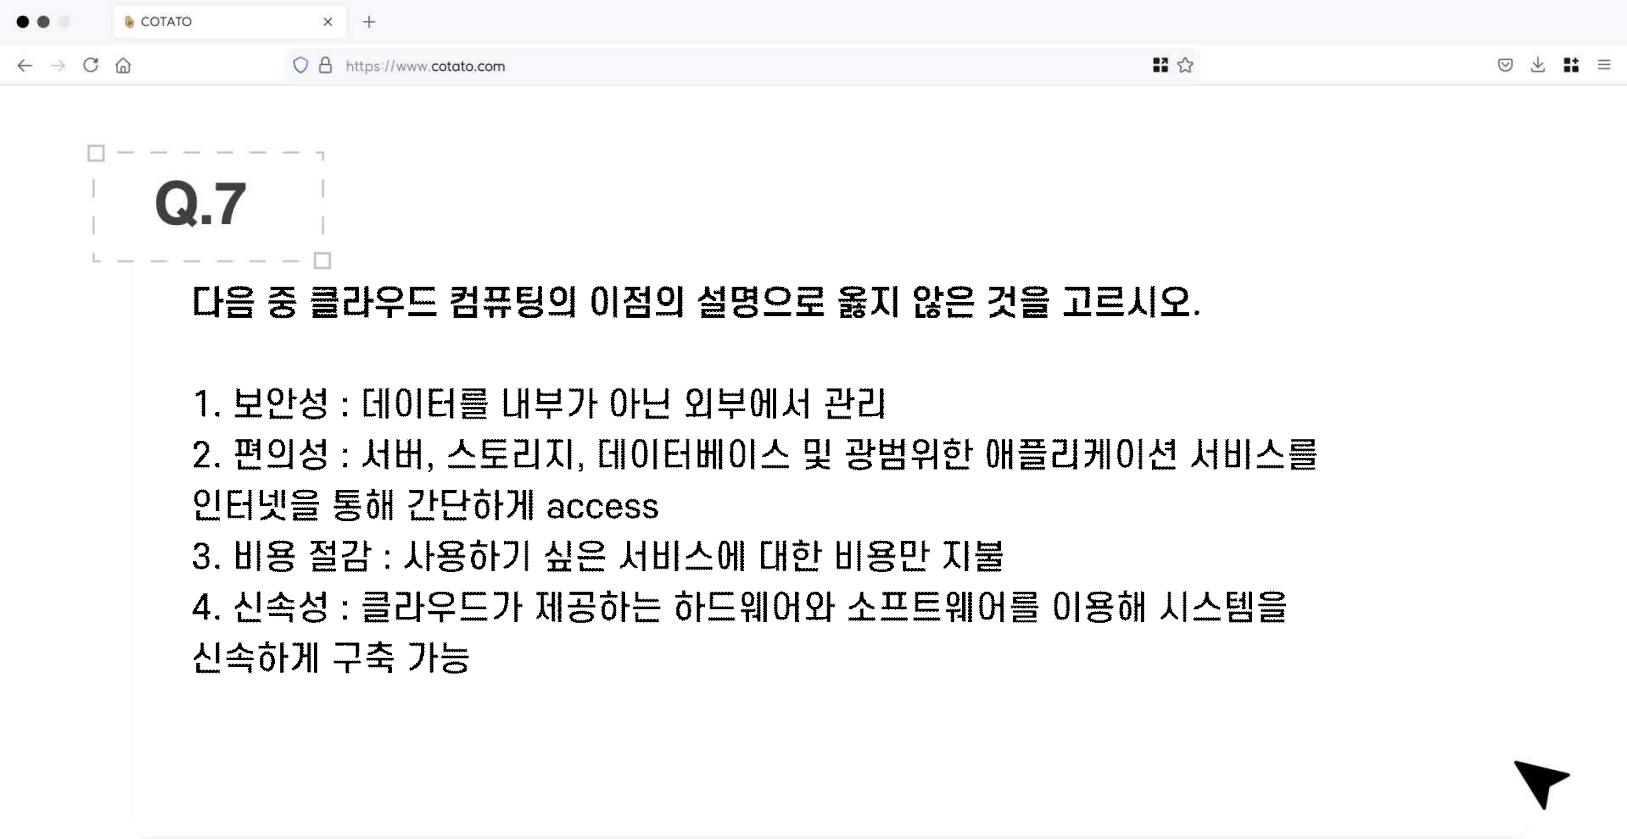 COTATO
https://www.cotato.com
Q.7
다음 중 클라우드 컴퓨팅의 이점의 설명으로 옳지 않은 것을 고르시오.
1. 보안성 : 데이터를 내부가 아닌 외부에서 관리
2. 편의성 : 서버, 스토리지, 데이터베이스 및 광범위한 애플리케이션 서비스를
인터넷을 통해 간단하게 access
3. 비용 절감 : 사용하기 싶은 서비스에 대한 비용만 지불
4. 신속성 : 클라우드가 제공하는 하드웨어와 소프트웨어를 이용해 시스템을
신속하게 구축 가능